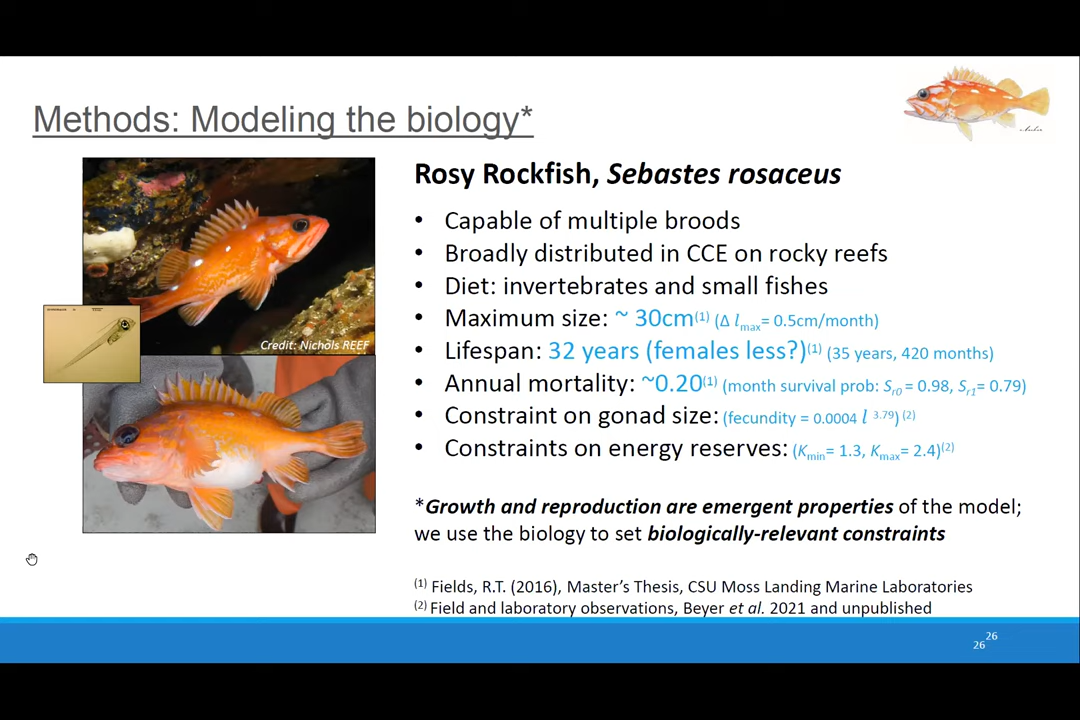 Methods: Modeling the biology*
Rosy Rockfish, Sebastes rosaceus
• Capable of multiple broods
• Broadly distributed in CCE on rocky reefs
• Diet: invertebrates and small fishes
• Maximum size: ~ 30cm(1) (Δ lmax= 0.5cm/month)
• Lifespan: 32 years (females less?)(1) (35 years, 420 months)
• Annual mortality: ~0.20(1) (month survival prob: Sr0 = 0.98, Sr1= 0.79)
• Constraint on gonad size: (fecundity = 0.0004 l 3.79) (2)
• Constraints on energy reserves: (Kmin= 1.3, Kmax= 2.4)(2)
Credit: Nichols REEF
*Growth and reproduction are emergent properties of the model;
we use the biology to set biologically-relevant constraints
(1) Fields, R.T. (2016), Master's Thesis, CSU Moss Landing Marine Laboratories
(2) Field and laboratory observations, Beyer et al. 2021 and unpublished
26
26